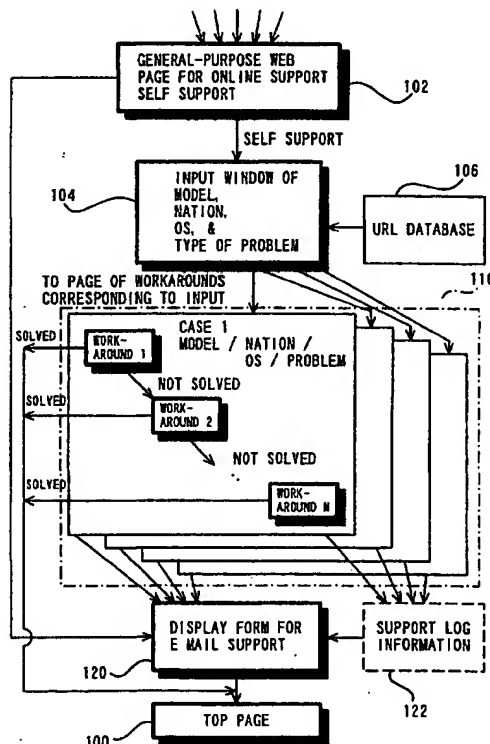 GENERAL-PURPOSE WEB
PAGE FOR ONLINE SUPPORT
SELF SUPPORT
102
SELF SUPPORT
104
INPUT WINDOW OF
MODEL,
NATION,
OS, &
TYPE OF PROBLEM
106
URL DATABASE
TO PAGE OF WORKAROUNDS
CORRESPONDING TO INPUT
110
CASE 1
MODEL / NATION /
OS / PROBLEM
SOLVED
WORK-
AROUND 1
NOT SOLVED
SOLVED
WORK-
AROUND 2
NOT SOLVED
SOLVED
WORK-
AROUND N
DISPLAY FORM FOR
E MAIL SUPPORT
120
SUPPORT LOG
INFORMATION
122
TOP PAGE
100